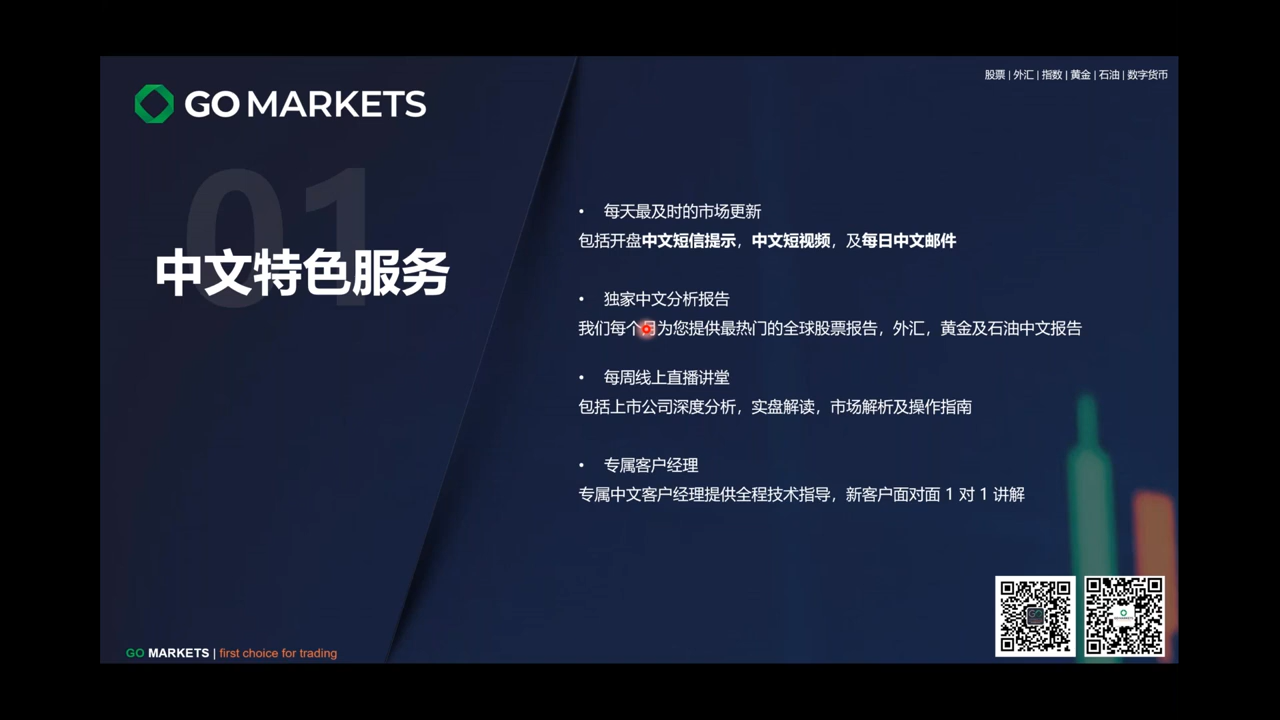 股票 | 外汇 | 指数 | 黄金 | 石油 | 数字货币
GO MARKETS
01
中文特色服务
• 每天最及时的市场更新
包括开盘中文短信提示，中文短视频，及每日中文邮件
• 独家中文分析报告
我们每个月为您提供最热门的全球股票报告，外汇，黄金及石油中文报告
• 每周线上直播讲堂
包括上市公司深度分析，实盘解读，市场解析及操作指南
• 专属客户经理
专属中文客户经理提供全程技术指导，新客户面对面 1 对 1 讲解
GO MARKETS | first choice for trading